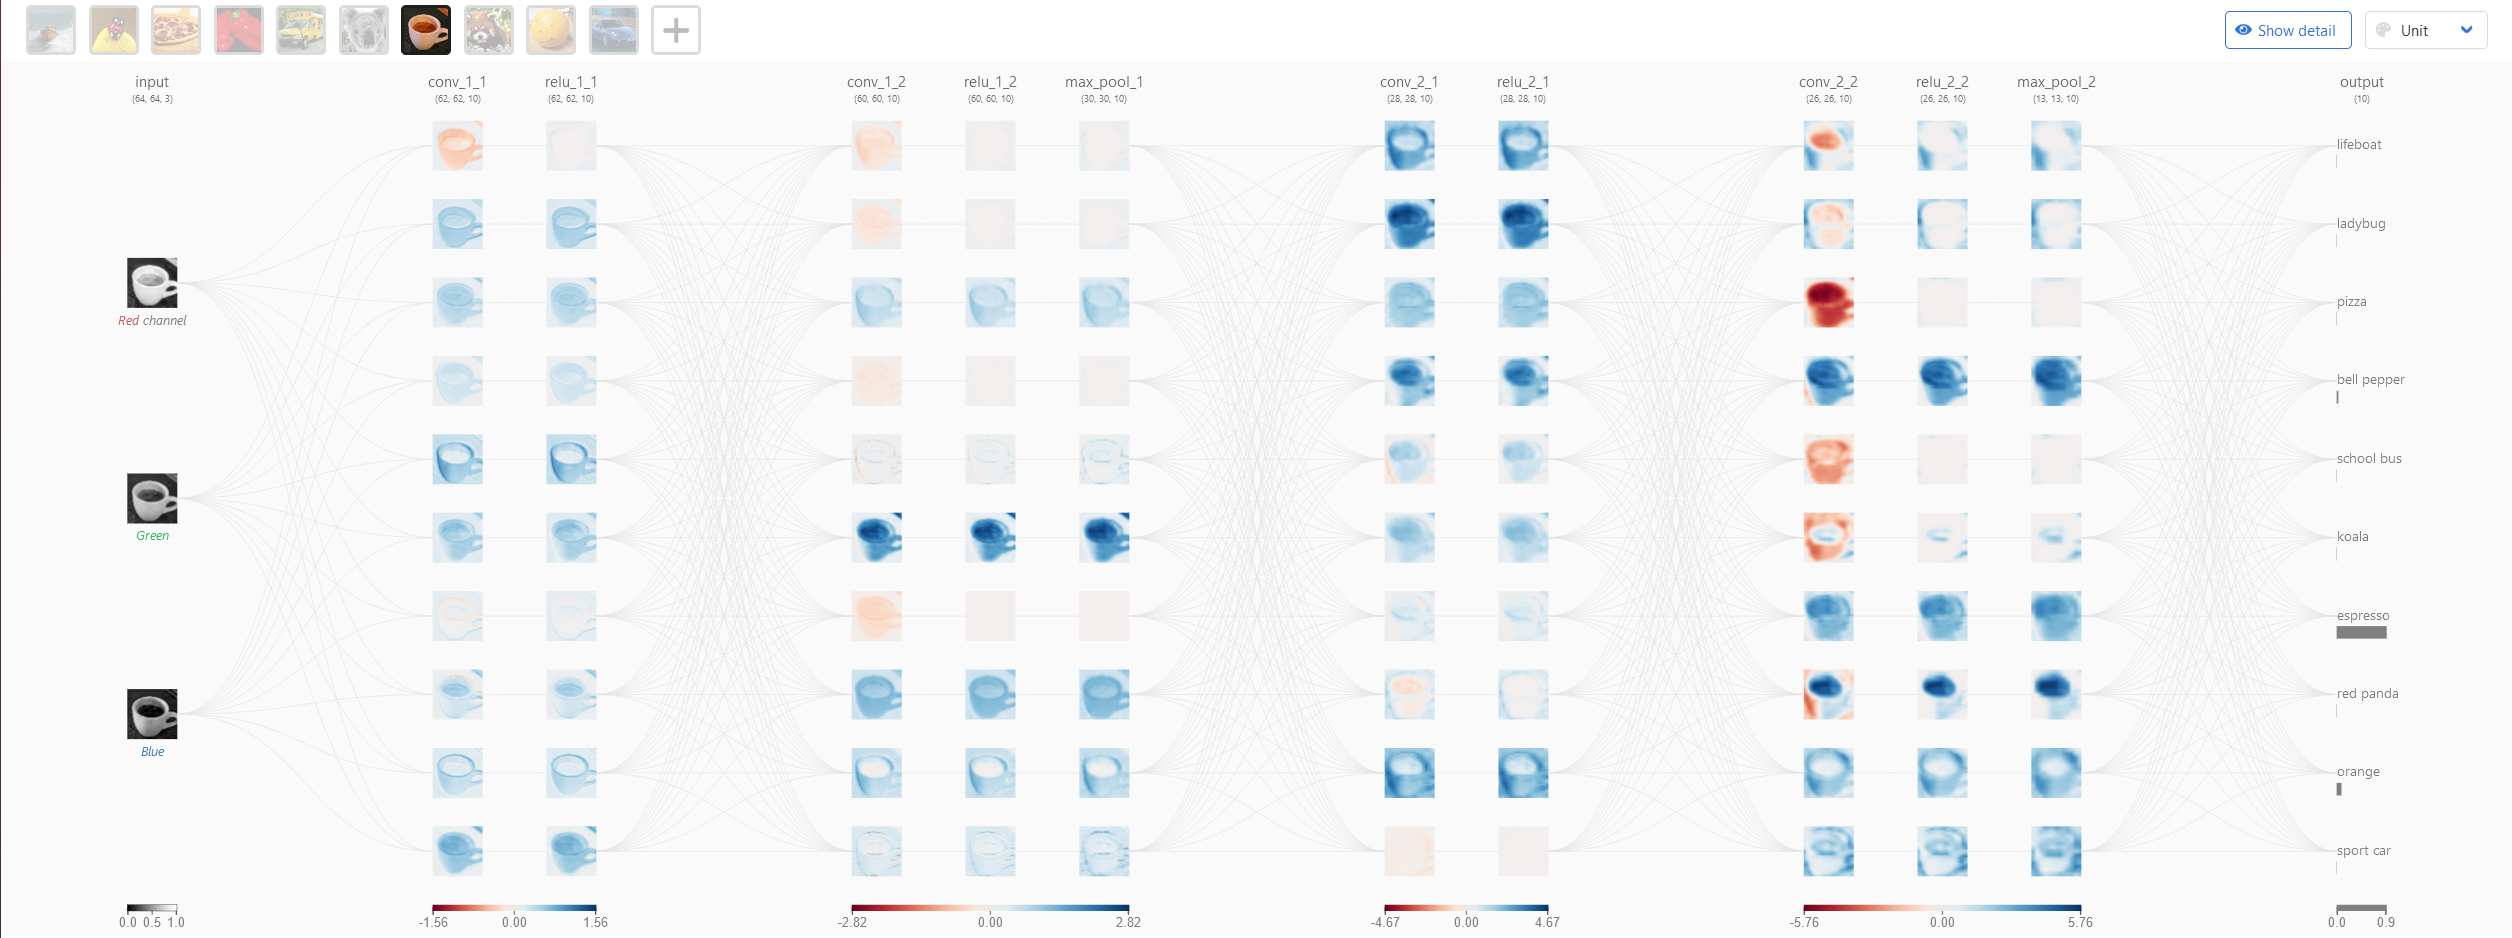 Show detail
Unit
input conv_1_1 relu_1_1 conv_1_2 relu_1_2 max_pool_1 conv_2_1 relu_2_1 conv_2_2 relu_2_2 max_pool_2 output
(64, 64, 3) (62, 62, 10) (62, 62, 10) (60, 60, 10) (60, 60, 10) (30, 30, 10) (28, 28, 10) (28, 28, 10) (26, 26, 10) (26, 26, 10) (13, 13, 10) (10)
lifeboat
ladybug
pizza
Red channel
bell pepper
school bus
Green
koala
espresso
red panda
Blue
orange
sport car
0.0 0.5 1.0 -1.56 0.00 1.56 -2.82 0.00 2.82 -4.67 0.00 4.67 -5.76 0.00 5.76 0.0 0.9